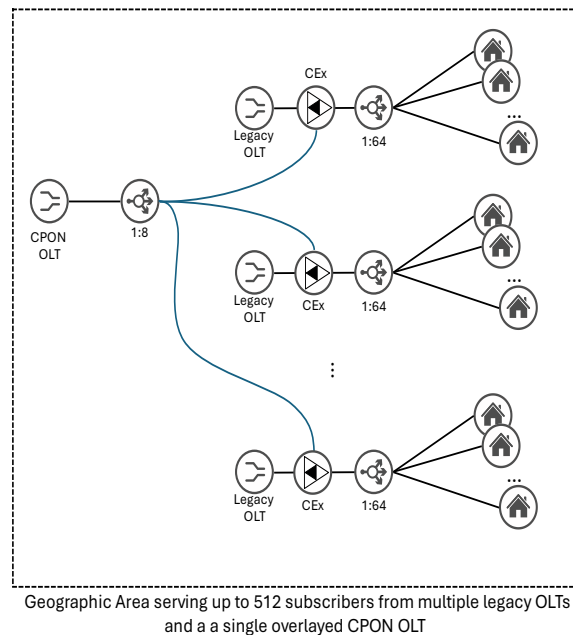 CEx
...
Legacy
OLT
1:64
CPON
OLT
1:8
...
Legacy
OLT
CEx
1:64
...
...
Legacy
OLT
CEx
1:64
Geographic Area serving up to 512 subscribers from multiple legacy OLTs
and a a single overlayed CPON OLT